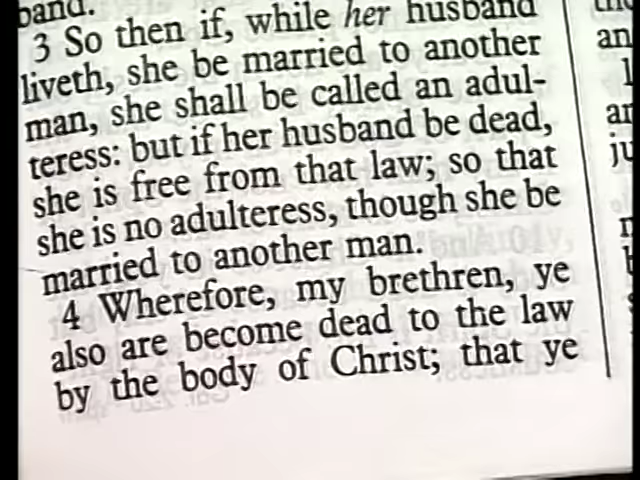 band.
3 So then if, while her husband
liveth, she be married to another
man, she shall be called an adul-
teress: but if her husband be dead,
she is free from that law; so that
she is no adulteress, though she be
married to another man.
4 Wherefore, my brethren, ye
also are become dead to the law
by the body of Christ; that ye